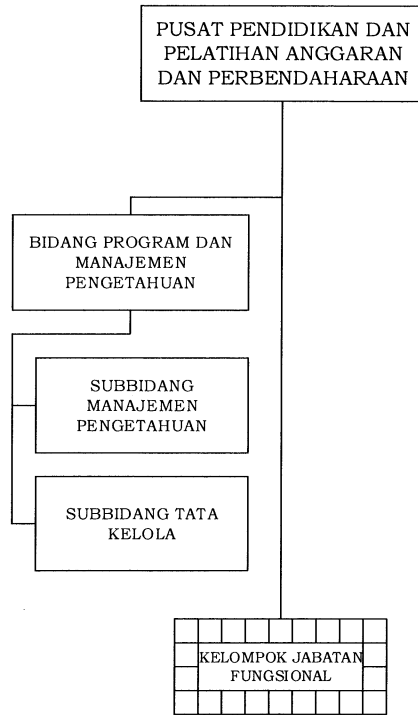 PUSAT PENDIDIKAN DAN
PELATIHAN ANGGARAN
DAN PERBENDAHARAAN
BIDANG PROGRAM DAN
MANAJEMEN
PENGETAHUAN
SUBBIDANG
MANAJEMEN
PENGETAHUAN
SUBBIDANG TATA
KELOLA
KELOMPOK JABATAN
FUNGSIONAL